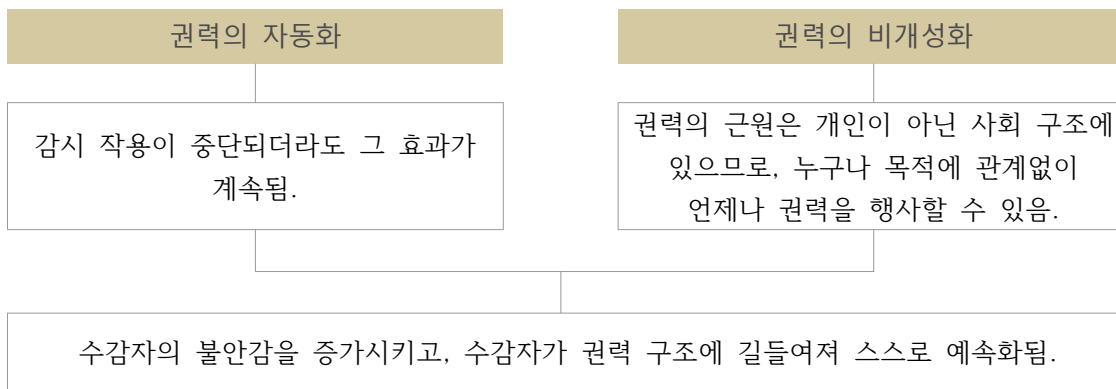 권력의 자동화
권력의 비개성화
감시 작용이 중단되더라도 그 효과가
계속됨.
권력의 근원은 개인이 아닌 사회 구조에
있으므로, 누구나 목적에 관계없이
언제나 권력을 행사할 수 있음.
수감자의 불안감을 증가시키고, 수감자가 권력 구조에 길들여져 스스로 예속화됨.